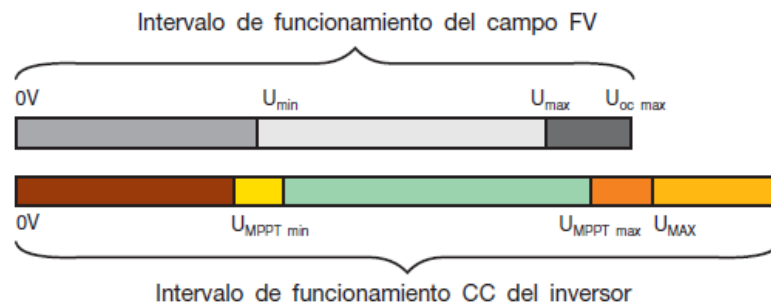 Intervalo de funcionamiento del campo FV
0V Umin Umax Uoc max
0V UMPPT min UMPPT max UMAX
Intervalo de funcionamiento CC del inversor